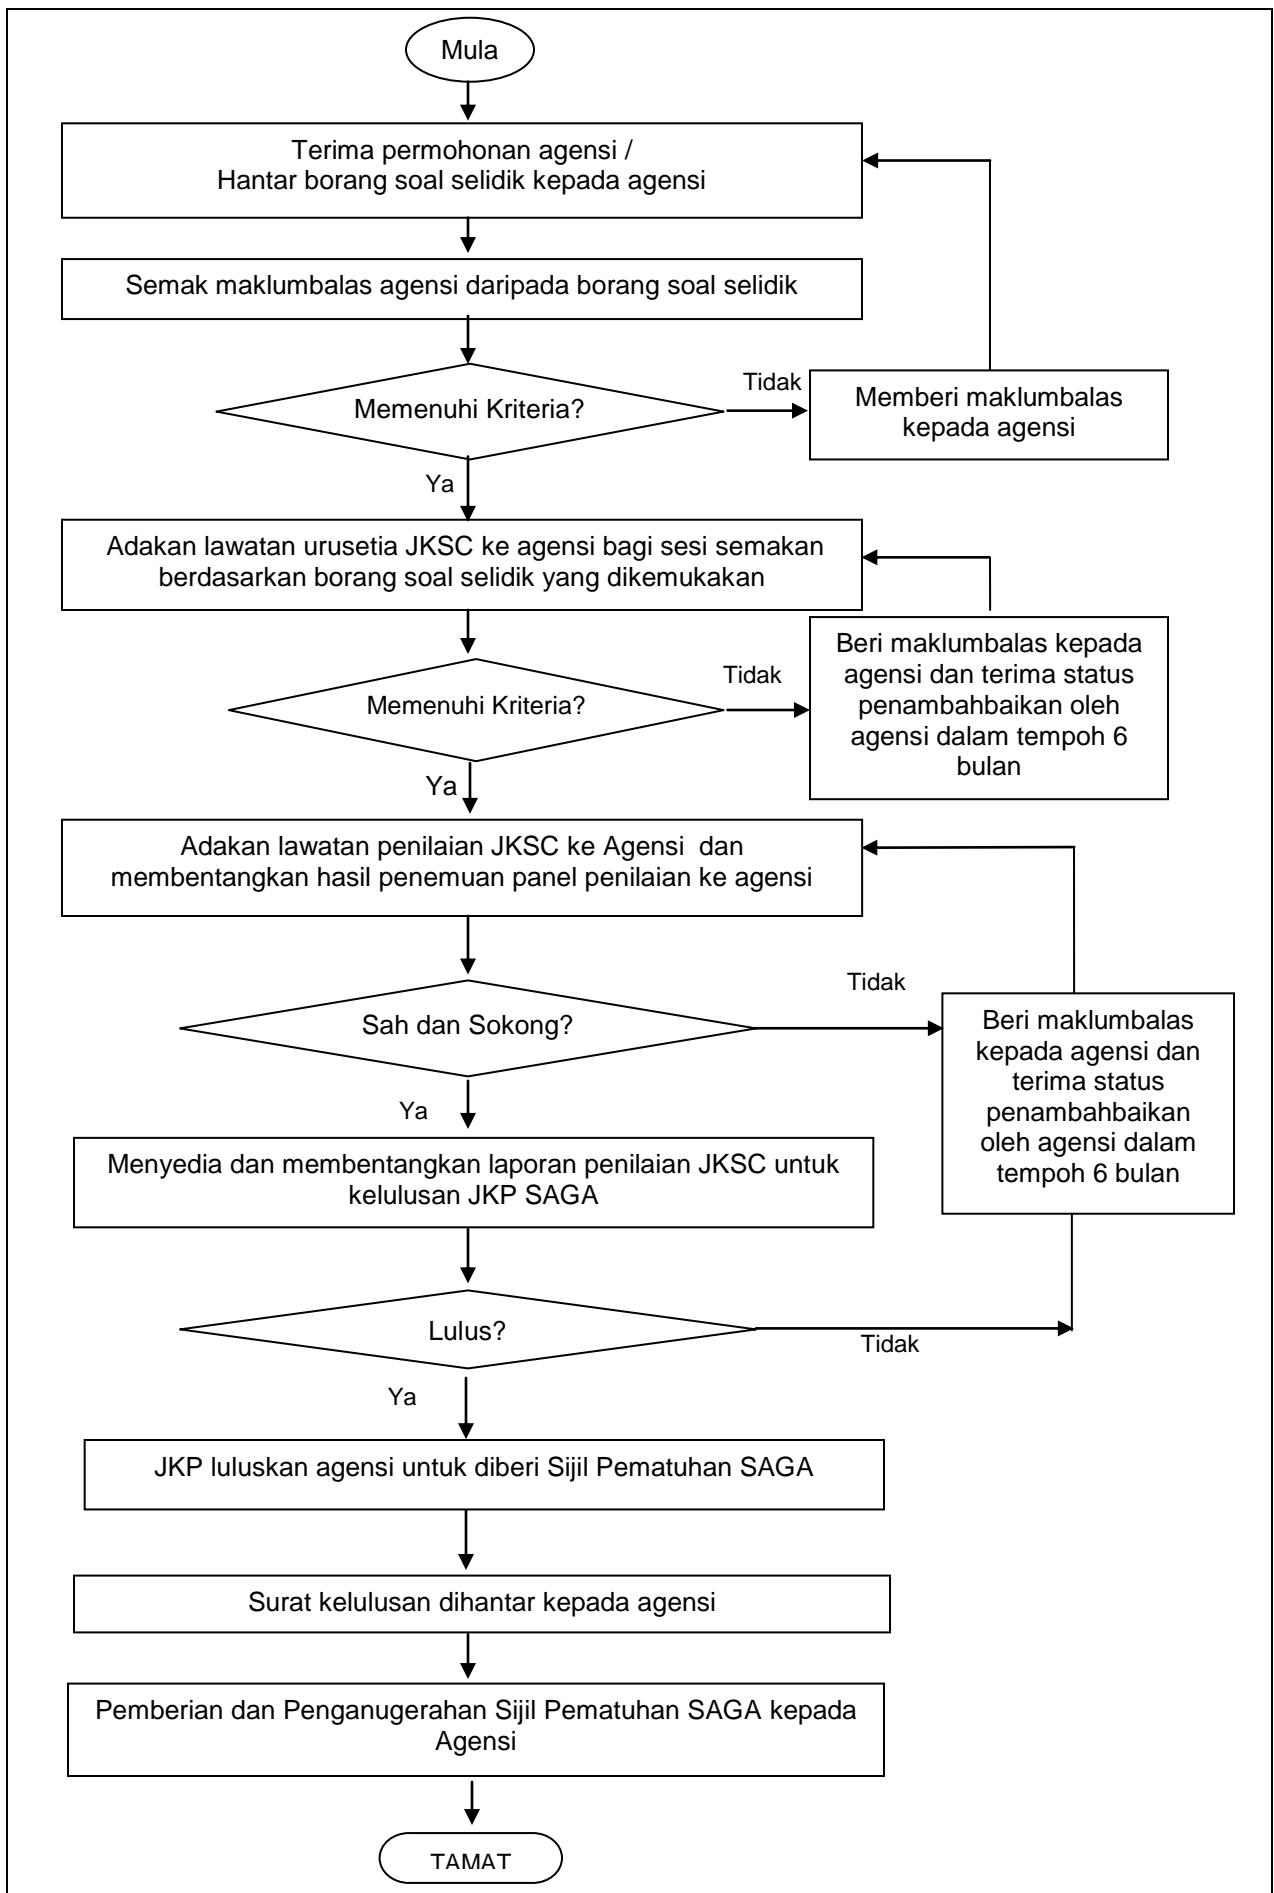 Mula
Terima permohonan agensi /
Hantar borang soal selidik kepada agensi
Semak maklumbalas agensi daripada borang soal selidik
Memenuhi Kriteria?
Tidak
Memberi maklumbalas
kepada agensi
Ya
Adakan lawatan urusetia JKSC ke agensi bagi sesi semakan
berdasarkan borang soal selidik yang dikemukakan
Memenuhi Kriteria?
Tidak
Beri maklumbalas kepada
agensi dan terima status
penambahbaikan oleh
agensi dalam tempoh 6
bulan
Ya
Adakan lawatan penilaian JKSC ke Agensi  dan
membentangkan hasil penemuan panel penilaian ke agensi
Sah dan Sokong?
Tidak
Beri maklumbalas
kepada agensi dan
terima status
penambahbaikan
oleh agensi dalam
tempoh 6 bulan
Ya
Menyedia dan membentangkan laporan penilaian JKSC untuk
kelulusan JKP SAGA
Lulus?
Tidak
Ya
JKP luluskan agensi untuk diberi Sijil Pematuhan SAGA
Surat kelulusan dihantar kepada agensi
Pemberian dan Penganugerahan Sijil Pematuhan SAGA kepada
Agensi
TAMAT